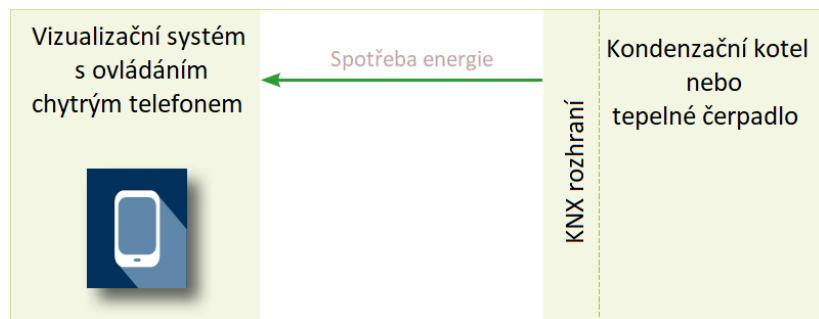 Vizualizační systém
s ovládáním
chytrým telefonem
Spotřeba energie
KNX rozhraní
Kondenzační kotel
nebo
tepelné čerpadlo